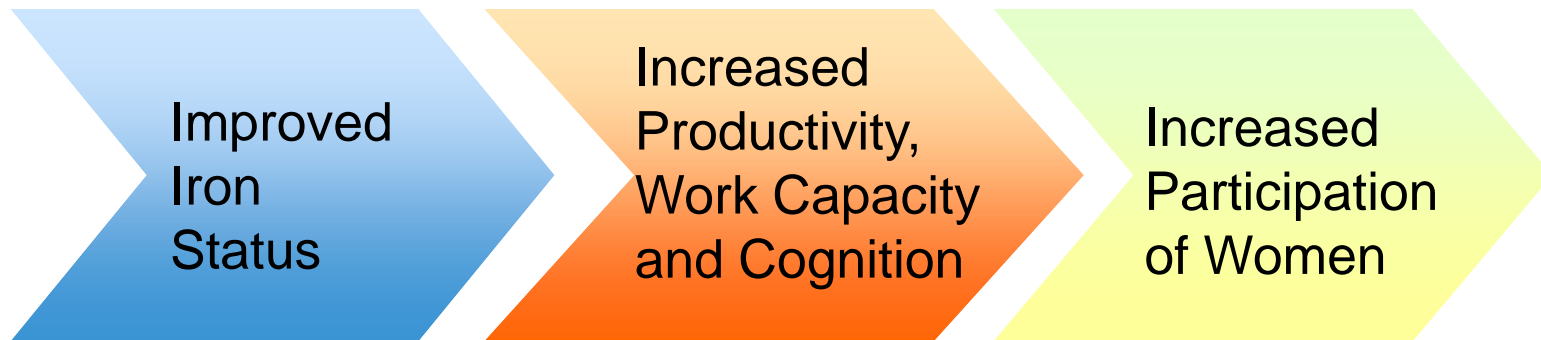 Improved
Iron
Status
Increased
Productivity,
Work Capacity
and Cognition
Increased
Participation
of Women